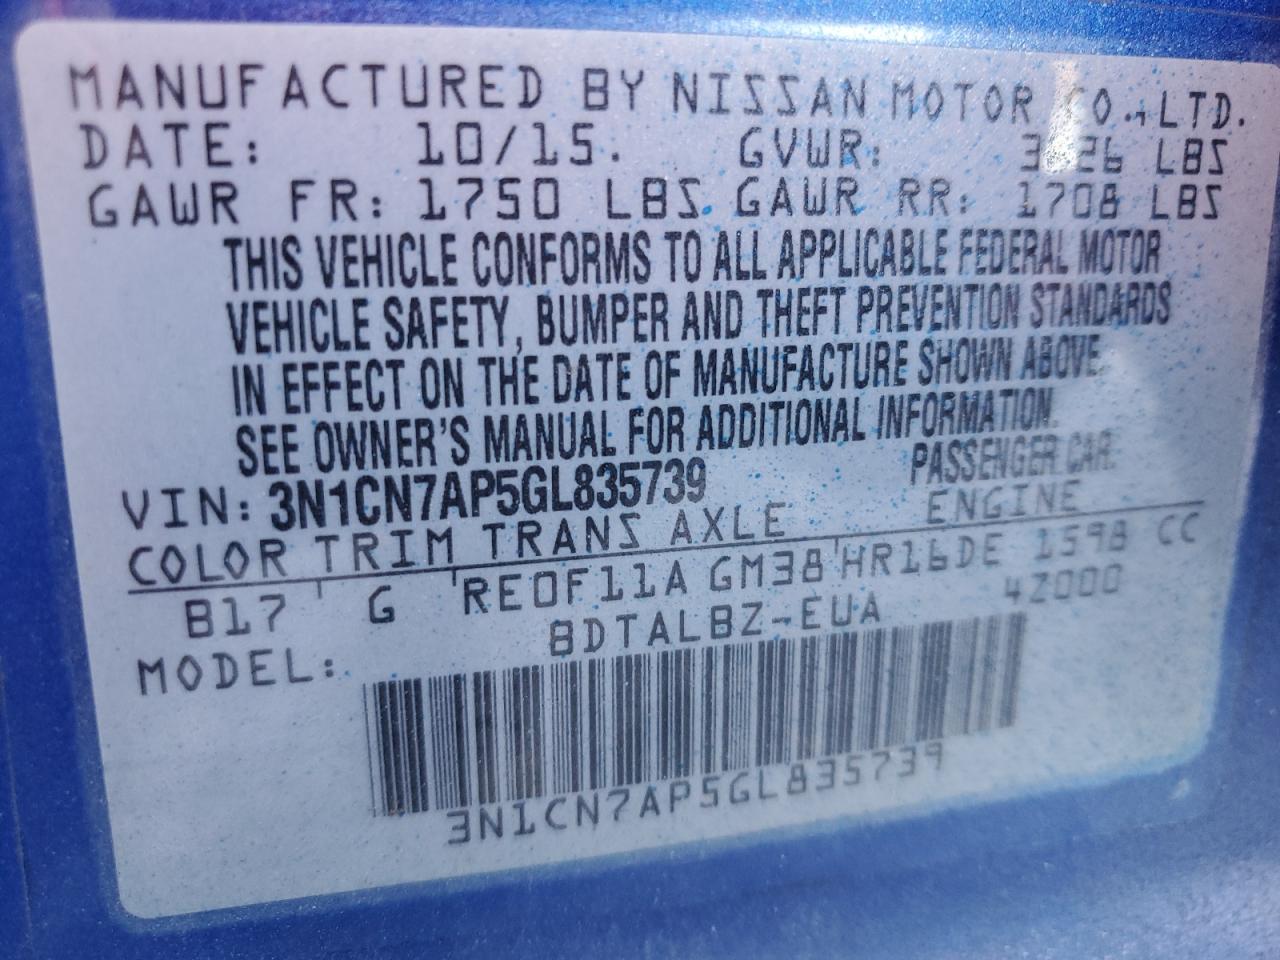 MANUFACTURED BY NISSAN MOTOR CO., LTD.
DATE: 10/15. GVWR: LBS
GAWR FR: 1750 LBS. GAWR RR: 1708 LBS
THIS VEHICLE CONFORMS TO ALL APPLICABLE FEDERAL MOTOR
VEHICLE SAFETY, BUMPER AND THEFT PREVENTION STANDARDS
IN EFFECT ON THE DATE OF MANUFACTURE SHOWN ABOVE.
SEE OWNER'S MANUAL FOR ADDITIONAL INFORMATION.
VIN: 3N1CN7AP5GL835739 PASSENGER CAR
COLOR TRIM TRANS AXLE ENGINE
B17 G RE0F11A GM38 HR16DE 1598 CC
MODEL: BDTALBZ-EUA 42000
3N1CN7AP5GL835739